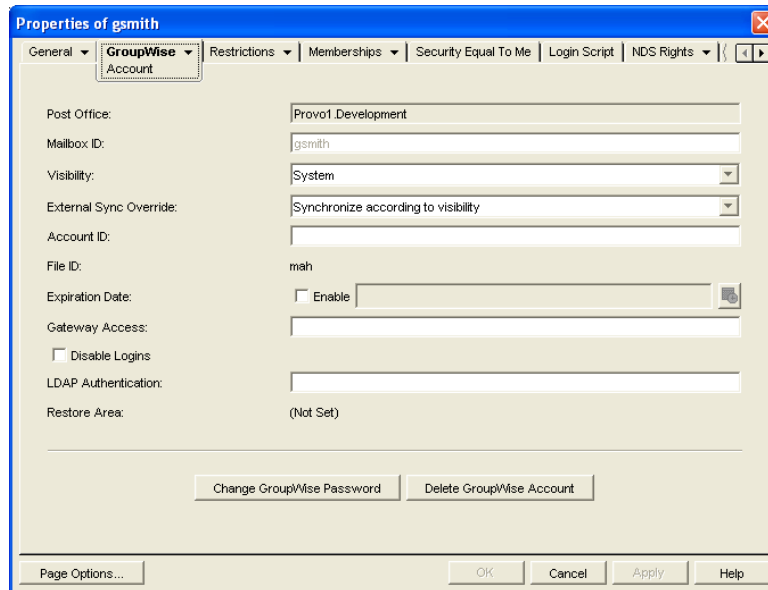 Properties of gsmith
General GroupWise Restrictions Memberships Security Equal To Me Login Script NDS Rights
Account
Post Office: Provo1.Development
Mailbox ID: gsmith
Visibility: System
External Sync Override: Synchronize according to visibility
Account ID:
File ID: mah
Expiration Date: Enable
Gateway Access:
Disable Logins
LDAP Authentication:
Restore Area: (Not Set)
Change GroupWise Password Delete GroupWise Account
Page Options... OK Cancel Apply Help